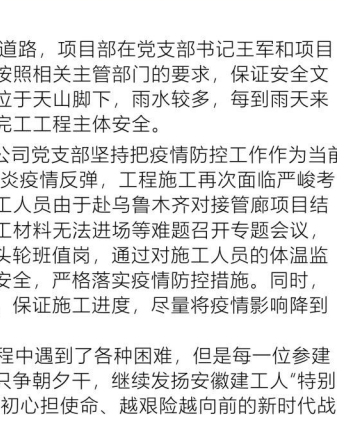 道路，项目部在党支部书记王军和项目
按照相关主管部门的要求，保证安全文
位于天山脚下，雨水较多，每到雨天来
完工工程主体安全。
公司党支部坚持把疫情防控工作作为当前
炎疫情反弹，工程施工再次面临严峻考
工人员由于赴乌鲁木齐对接管廊项目结
工材料无法进场等难题召开专题会议，
头轮班值岗，通过对施工人员的体温监
安全，严格落实疫情防控措施。同时，
保证施工进度，尽量将疫情影响降到
程中遇到了各种困难，但是每一位参建
只争朝夕干，继续发扬安徽建工人“特别
初心担使命、越艰险越向前的新时代战